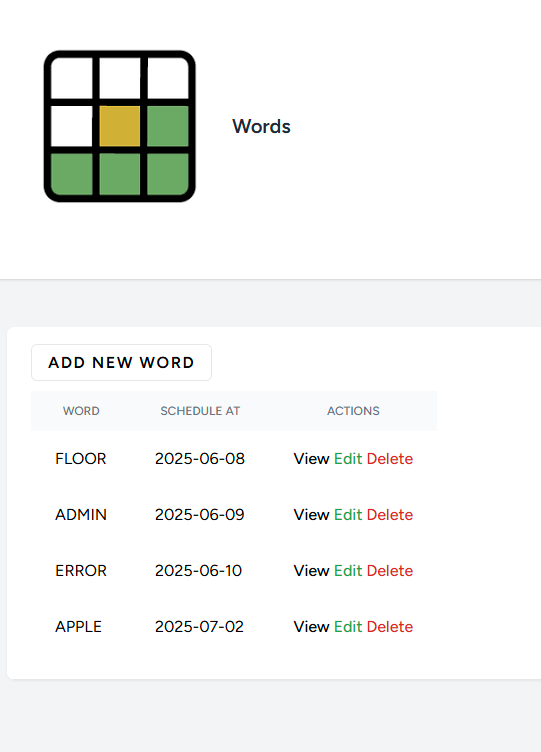 Words
ADD NEW WORD
WORD SCHEDULE AT ACTIONS
FLOOR 2025-06-08 View Edit Delete
ADMIN 2025-06-09 View Edit Delete
ERROR 2025-06-10 View Edit Delete
APPLE 2025-07-02 View Edit Delete